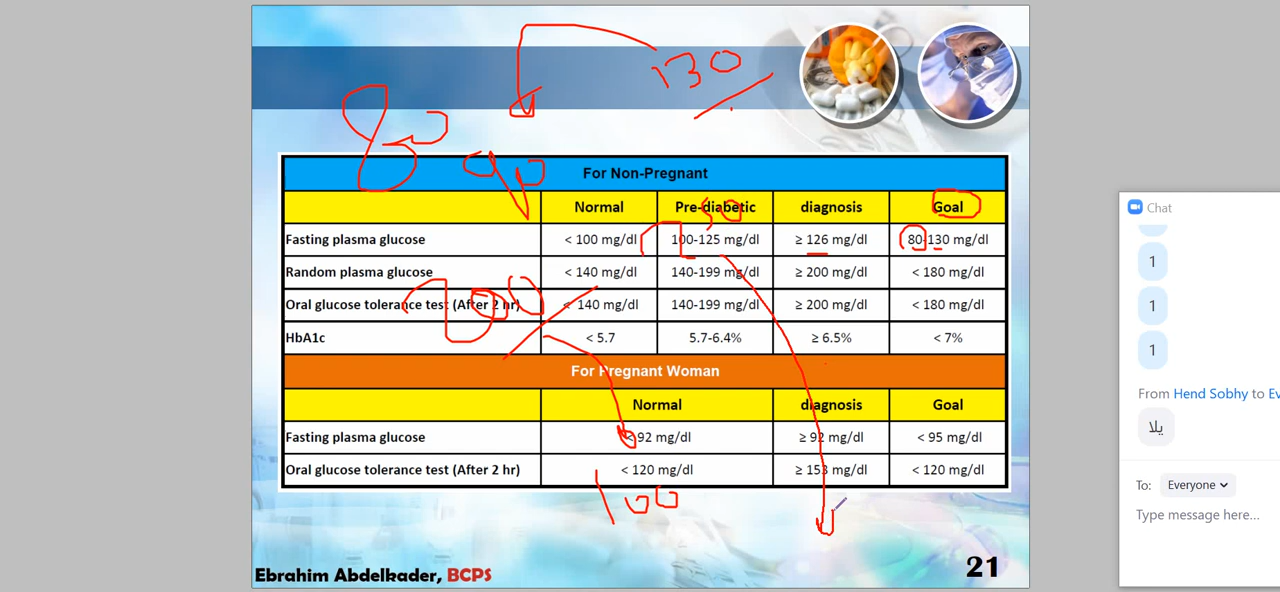 130
80
90
For Non-Pregnant
Normal Pre-diabetic diagnosis Goal
50
Fasting plasma glucose < 100 mg/dl 100-125 mg/dl ≥ 126 mg/dl 80-130 mg/dl
Random plasma glucose < 140 mg/dl 140-199 mg/dl ≥ 200 mg/dl < 180 mg/dl
200
Oral glucose tolerance test (After 2 hr) < 140 mg/dl 140-199 mg/dl ≥ 200 mg/dl < 180 mg/dl
HbA1c < 5.7 5.7-6.4% ≥ 6.5% < 7%
For Pregnant Woman
Normal diagnosis Goal
Fasting plasma glucose < 92 mg/dl ≥ 92 mg/dl < 95 mg/dl
Oral glucose tolerance test (After 2 hr) < 120 mg/dl ≥ 153 mg/dl < 120 mg/dl
100
Ebrahim Abdelkader, BCPS
21
Chat
1
1
1
From Hend Sobhy to Ev
يلا
To: Everyone
Type message here...